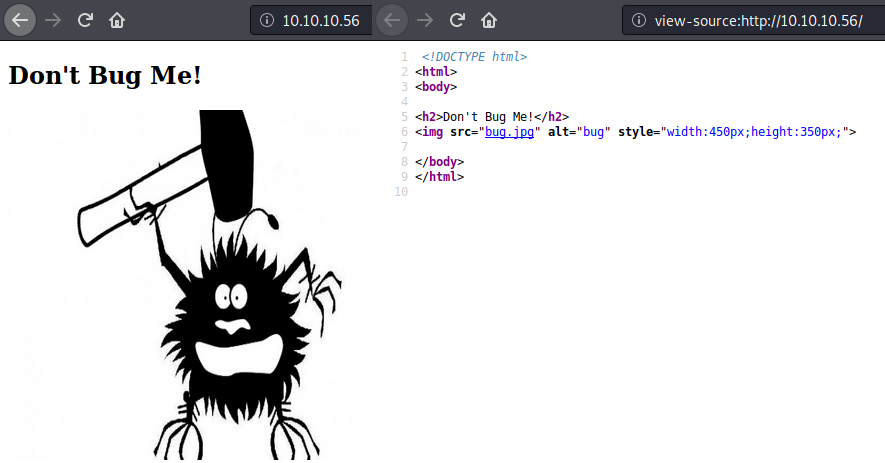 10.10.10.56
view-source:http://10.10.10.56/
Don't Bug Me!
1 <!DOCTYPE html>
2 <html>
3 <body>
4
5 <h2>Don't Bug Me!</h2>
6 <img src="bug.jpg" alt="bug" style="width:450px;height:350px;">
7
8 </body>
9 </html>
10